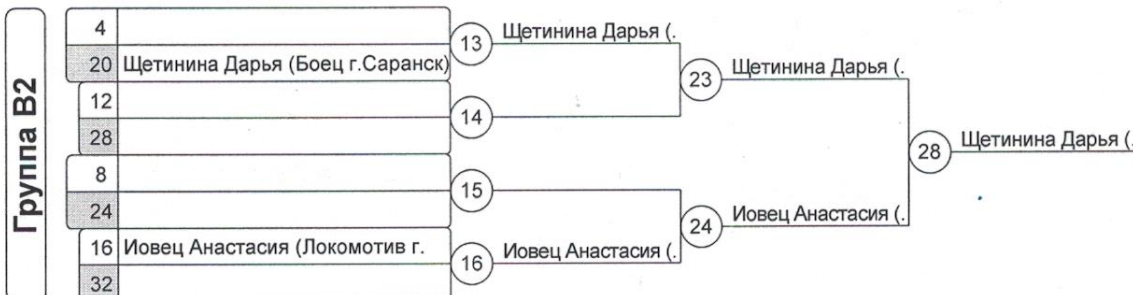 Группа B2
4
20 Щетинина Дарья (Боец г.Саранск)
12
28
8
24
16 Иовец Анастасия (Локомотив г.
32
13
14
15
16
Щетинина Дарья (.
Иовец Анастасия (.
23
24
Щетинина Дарья (.
Иовец Анастасия (.
28
Щетинина Дарья (.